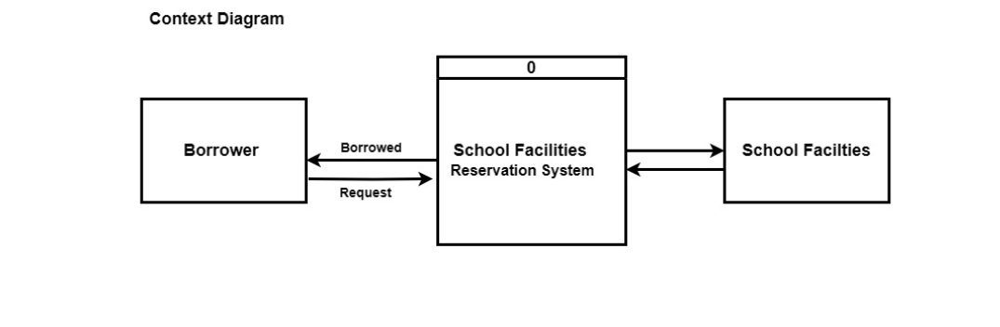 Context Diagram
0
Borrower
Borrowed
Request
School Facilities
Reservation System
School Facilties